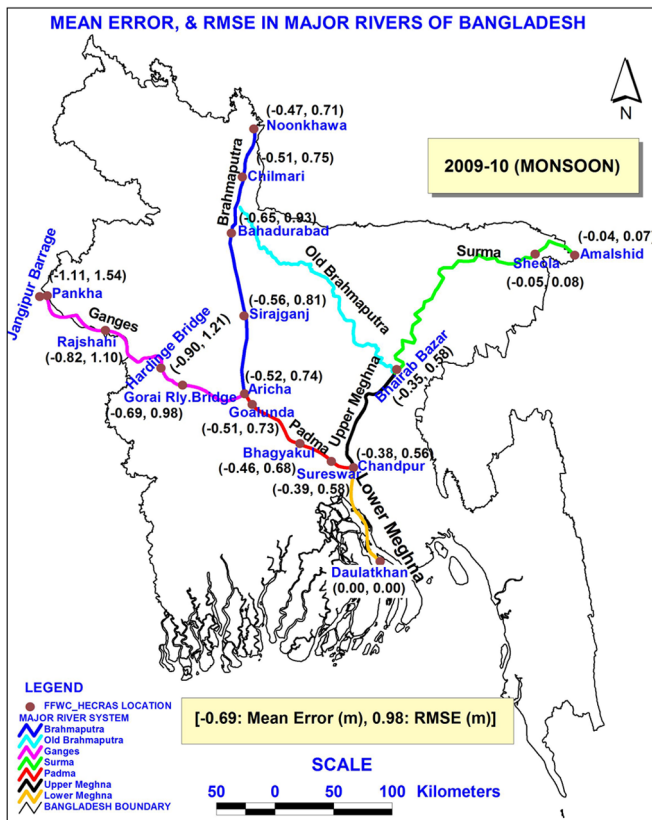 MEAN ERROR, & RMSE IN MAJOR RIVERS OF BANGLADESH
(-0.47, 0.71)
Noonkhawa
N
2009-10 (MONSOON)
(-0.51, 0.75)
Chilmari
Brahmaputra
(-0.65, 0.93)
Bahadurabad
Old Brahmaputra
Surma
(-0.04, 0.07)
Amalshid
Sheola
(-0.05, 0.08)
Jangipur Barrage
(-1.11, 1.54)
Pankha
Ganges
Rajshahi
(-0.82, 1.10)
Hardinge Bridge
(-0.90, 1.21)
(-0.56, 0.81)
Sirajganj
Gorai Rly.Bridge
(-0.69, 0.98)
(-0.52, 0.74)
Aricha
Goalunda
(-0.51, 0.73)
Bhairab Bazar
(-0.35, 0.58)
Upper Meghna
Padma
Bhagyakul
(-0.46, 0.68)
Sureswar
(-0.39, 0.58)
(-0.38, 0.56)
Chandpur
Lower Meghna
Daulatkhan
(0.00, 0.00)
LEGEND
FFWC_HECRAS LOCATION
MAJOR RIVER SYSTEM
Brahmaputra
Old Brahmaputra
Ganges
Surma
Padma
Upper Meghna
Lower Meghna
BANGLADESH BOUNDARY
[-0.69: Mean Error (m), 0.98: RMSE (m)]
SCALE
50 0 50 100 Kilometers